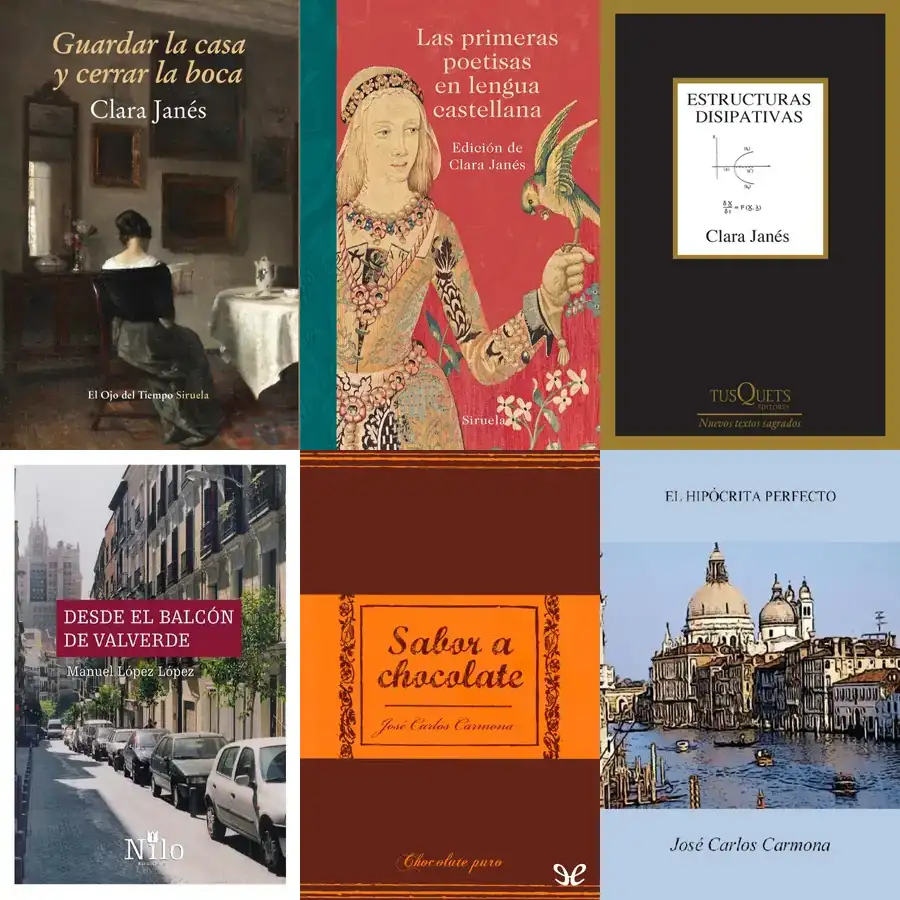 Guardar la casa
y cerrar la boca
Clara Janés
El Ojo del Tiempo Siruela
Las primeras
poetisas
en lengua
castellana
Edición de
Clara Janés
Siruela
ESTRUCTURAS
DISIPATIVAS
δX
δt = F (X, λ)
Clara Janés
TUSQUETS
EDITORES
Nuevos textos sagrados
DESDE EL BALCÓN
DE VALVERDE
Manuel López López
Nilo
Sabor a
chocolate
José Carlos Carmona
Chocolate puro
EL HIPÓCRITA PERFECTO
José Carlos Carmona